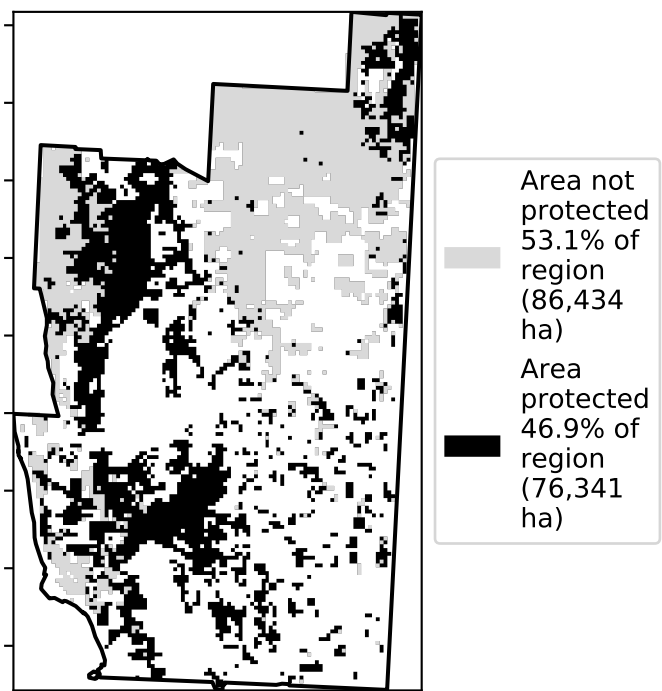 Area not
protected
53.1% of
region
(86,434
ha)
Area
protected
46.9% of
region
(76,341
ha)